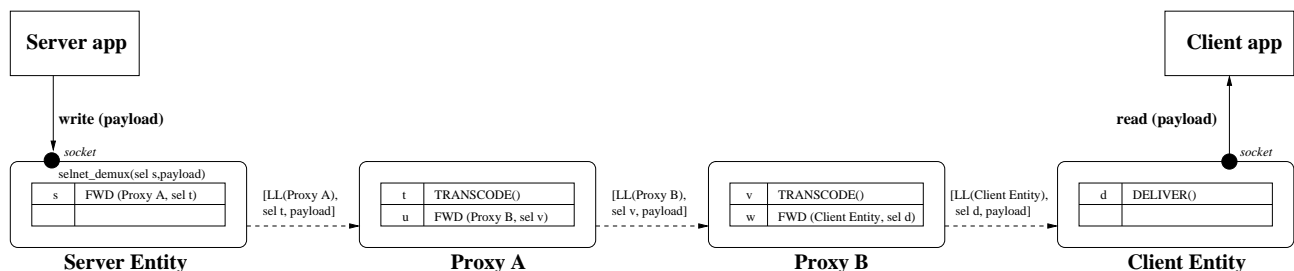 Server app
Client app
write (payload)
read (payload)
socket
socket
selnet_demux(sel s,payload)
s FWD (Proxy A, sel t)
[LL(Proxy A),
sel t, payload]
t TRANSCODE()
u FWD (Proxy B, sel v)
[LL(Proxy B),
sel v, payload]
v TRANSCODE()
w FWD (Client Entity, sel d)
[LL(Client Entity),
sel d, payload]
d DELIVER()
Server Entity
Proxy A
Proxy B
Client Entity